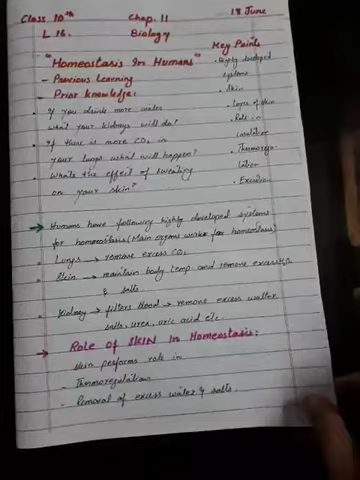 Class 10th Chap. 11 18 June
L 16. Biology
Key Points
"Homeostasis In Humans"
- Previous Learning
- Prior Knowledge:
• Highly developed
systems
• Skin
• Layers of skin
• Role in
• Excretion
• If you drink more water
what your kidneys will do?
• If there is more CO2 in
your lungs what will happen?
• Whats the effect of sweating
on your skin?
→ Humans have following highly developed systems
for homeostasis (Main organs works for homeostasis)
• Lungs → remove excess CO2
• Skin → maintain body temp and remove excess H2O
& salts
• Kidney → filters blood → remove excess water
salts, urea, uric acid etc.
→ Role of SKIN In Homeostasis:
Skin performs role in
- Thermoregulation
- Removal of excess water & salts.